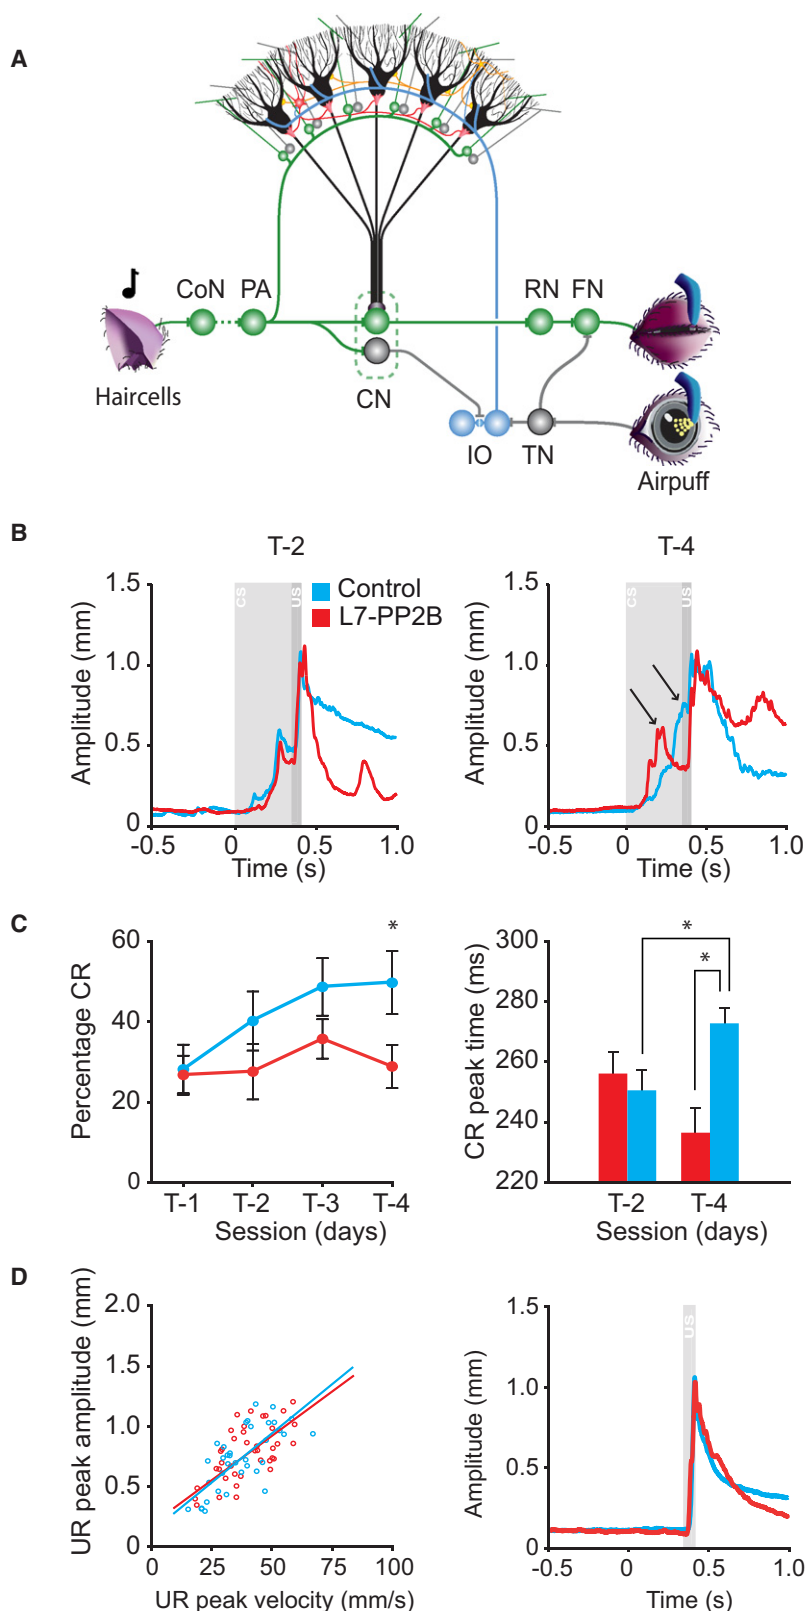 A
CoN PA RN FN
Haircells
CN
IO TN
Airpuff
B
T-2 T-4
Control
L7-PP2B
CS US
CS US
Amplitude (mm)
1.5
1.0
0.5
0
-0.5 0 0.5 1.0
Time (s)
Amplitude (mm)
1.5
1.0
0.5
0
-0.5 0 0.5 1.0
Time (s)
C
Percentage CR
60
40
20
0
*
T-1 T-2 T-3 T-4
Session (days)
CR peak time (ms)
300
280
260
240
220
*
*
T-2 T-4
Session (days)
D
UR peak amplitude (mm)
2.0
1.5
1.0
0.5
0
0 25 50 75 100
UR peak velocity (mm/s)
US
Amplitude (mm)
1.5
1.0
0.5
0
-0.5 0 0.5 1.0
Time (s)